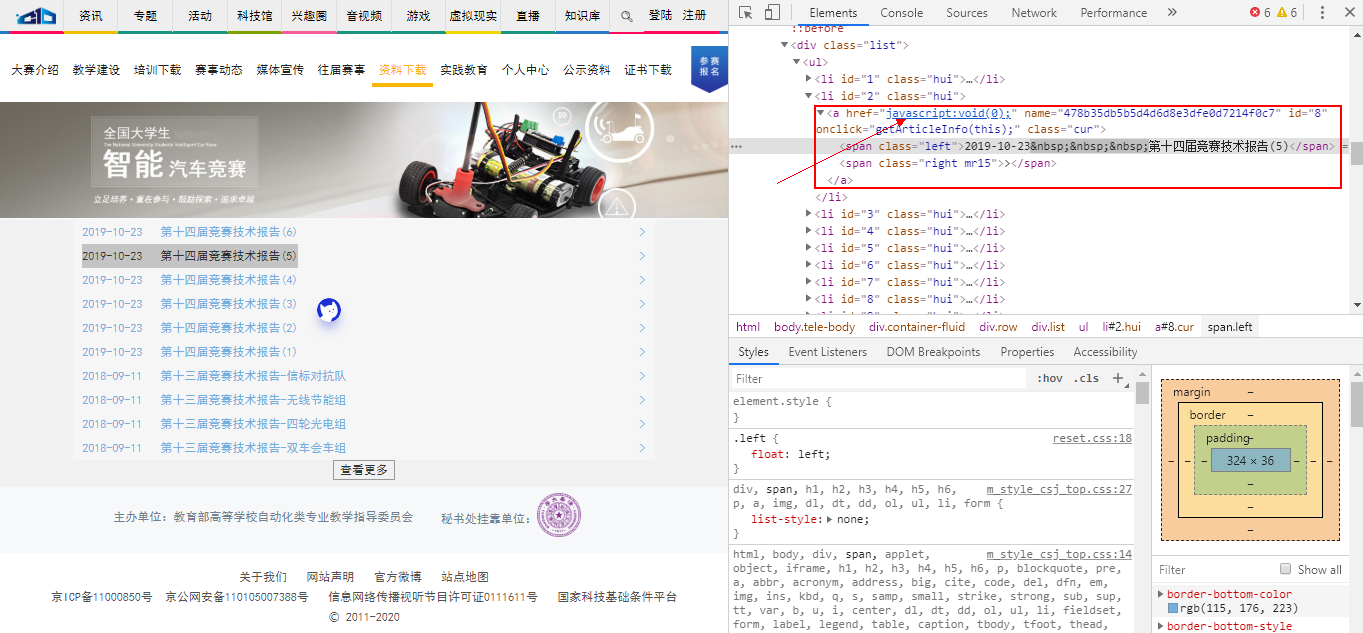 资讯 专题 活动 科技馆 兴趣圈 音视频 游戏 虚拟现实 直播 知识库 登陆 注册
大赛介绍 教学建设 培训下载 赛事动态 媒体宣传 往届赛事 资料下载 实践教育 个人中心 公示资料 证书下载
参赛
报名
全国大学生
The National University Students Intelligent Car Race
智能 汽车竞赛
立足培养 • 重在参与 • 鼓励探索 • 追求卓越
2019-10-23 第十四届竞赛技术报告(6) >
2019-10-23 第十四届竞赛技术报告(5) >
2019-10-23 第十四届竞赛技术报告(4) >
2019-10-23 第十四届竞赛技术报告(3) >
2019-10-23 第十四届竞赛技术报告(2) >
2019-10-23 第十四届竞赛技术报告(1) >
2018-09-11 第十三届竞赛技术报告-信标对抗队 >
2018-09-11 第十三届竞赛技术报告-无线节能组 >
2018-09-11 第十三届竞赛技术报告-四轮光电组 >
2018-09-11 第十三届竞赛技术报告-双车会车组 >
查看更多
主办单位：教育部高等学校自动化类专业教学指导委员会 秘书处挂靠单位：
关于我们 网站声明 官方微博 站点地图
京ICP备11000850号 京公网安备110105007388号 信息网络传播视听节目许可证0111611号 国家科技基础条件平台
© 2011-2020
Elements Console Sources Network Performance » 6 6
::before
<div class="list">
<ul>
<li id="1" class="hui">…</li>
<li id="2" class="hui">
<a href="javascript:void(0);" name="478b35db5b5d4d6d8e3dfe0d7214f0c7" id="8"
onclick="getArticleInfo(this);" class="cur">
<span class="left">2019-10-23&nbsp;&nbsp;&nbsp;第十四届竞赛技术报告(5)</span> =
<span class="right mr15">></span>
</a>
</li>
<li id="3" class="hui">…</li>
<li id="4" class="hui">…</li>
<li id="5" class="hui">…</li>
<li id="6" class="hui">…</li>
<li id="7" class="hui">…</li>
<li id="8" class="hui">…</li>
html body.tele-body div.container-fluid div.row div.list ul li#2.hui a#8.cur span.left
Styles Event Listeners DOM Breakpoints Properties Accessibility
Filter :hov .cls +
element.style {
}
.left { reset.css:18
float: left;
}
div, span, h1, h2, h3, h4, h5, h6, m_style_csj_top.css:27
p, a, img, dl, dt, dd, ol, ul, li, form {
list-style: none;
}
html, body, div, span, applet, m_style_csj_top.css:14
object, iframe, h1, h2, h3, h4, h5, h6, p, blockquote, pre,
a, abbr, acronym, address, big, cite, code, del, dfn, em,
img, ins, kbd, q, s, samp, small, strike, strong, sub, sup,
tt, var, b, u, i, center, dl, dt, dd, ol, ul, li, fieldset,
form, label, legend, table, caption, tbody, tfoot, thead,
margin –
border –
padding –
– – – 324 × 36 – – –
–
–
–
Filter Show all
border-bottom-color
rgb(115, 176, 223)
border-bottom-style